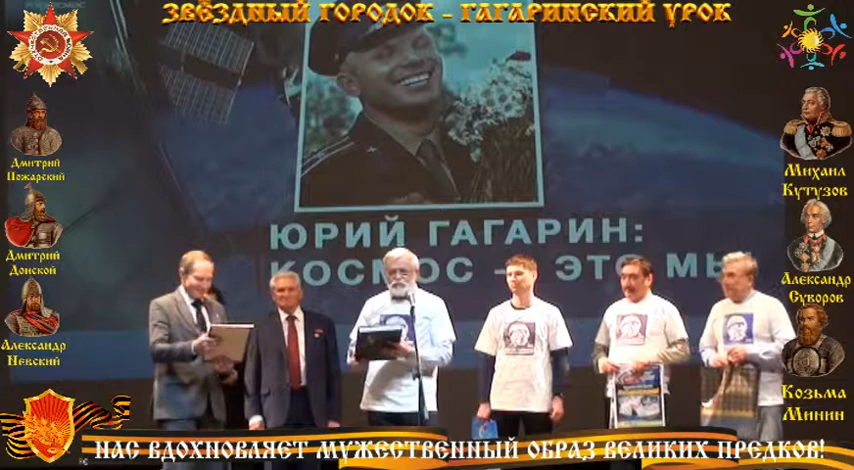 ЗВЁЗДНЫЙ ГОРОДОК - ГАГАРИНСКИЙ УРОК
Дмитрий
Пожарский
Дмитрий
Донской
Александр
Невский
ЮРИЙ ГАГАРИН:
КОСМОС – ЭТО МЫ
Михаил
Кутузов
Александр
Суворов
Козьма
Минин
НАС ВДОХНОВЛЯЕТ МУЖЕСТВЕННЫЙ ОБРАЗ ВЕЛИКИХ ПРЕДКОВ!